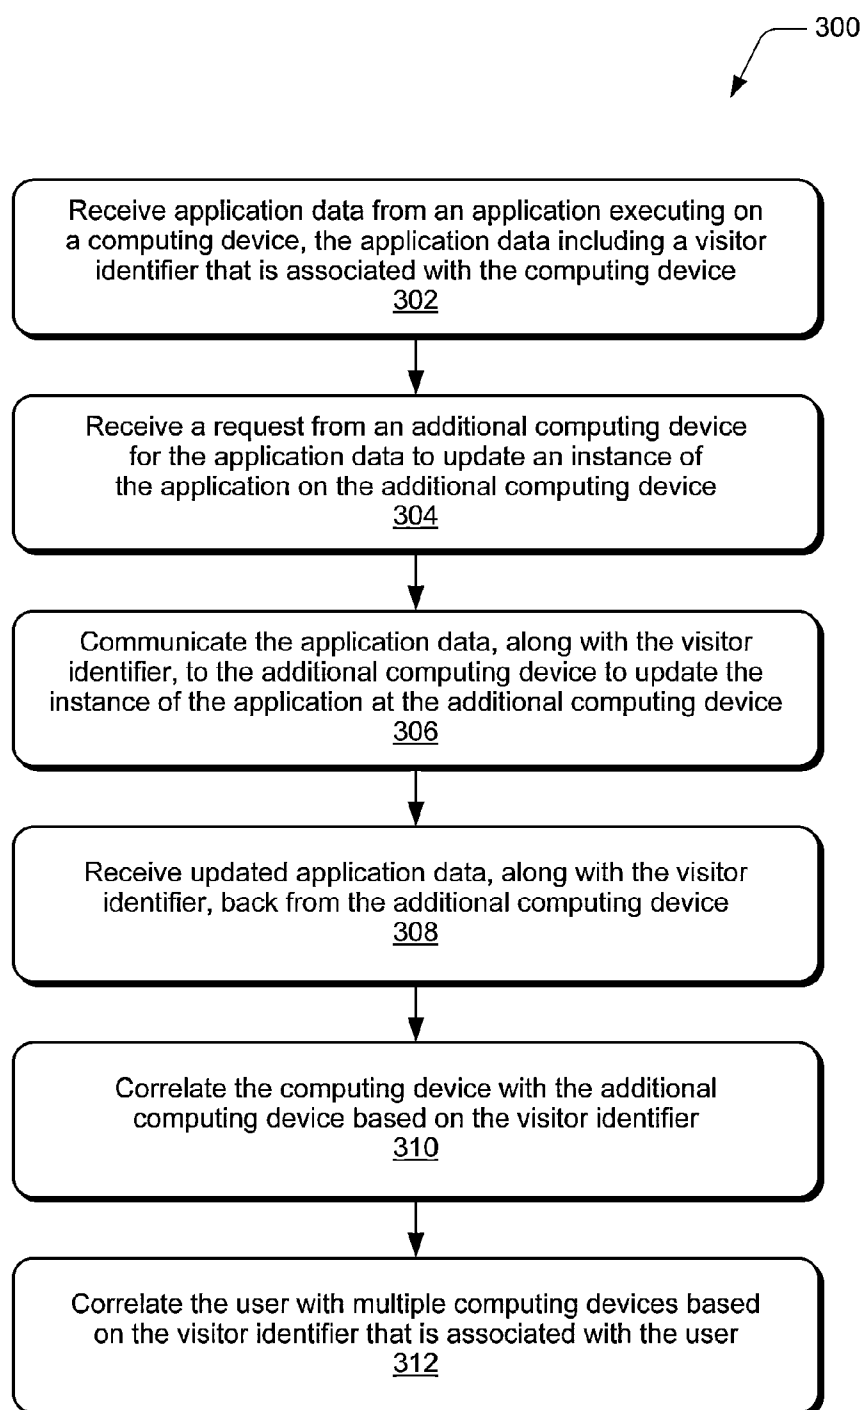 300
Receive application data from an application executing on
a computing device, the application data including a visitor
identifier that is associated with the computing device
302
Receive a request from an additional computing device
for the application data to update an instance of
the application on the additional computing device
304
Communicate the application data, along with the visitor
identifier, to the additional computing device to update the
instance of the application at the additional computing device
306
Receive updated application data, along with the visitor
identifier, back from the additional computing device
308
Correlate the computing device with the additional
computing device based on the visitor identifier
310
Correlate the user with multiple computing devices based
on the visitor identifier that is associated with the user
312